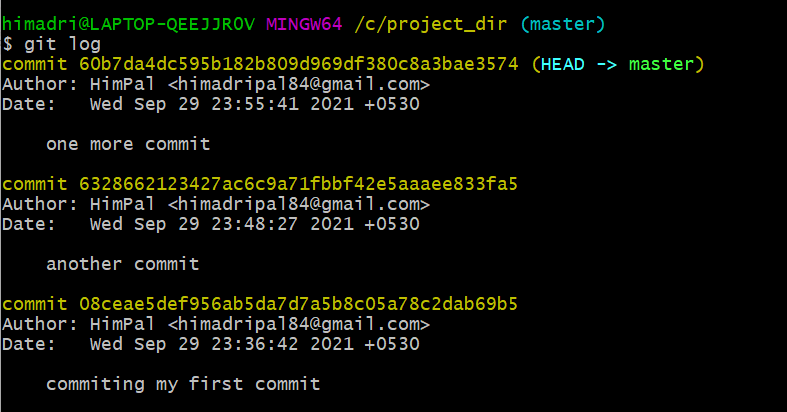 himadri@LAPTOP-QEEJJROV MINGW64 /c/project_dir (master)
$ git log
commit 60b7da4dc595b182b809d969df380c8a3bae3574 (HEAD -> master)
Author: HimPal <himadripal84@gmail.com>
Date:   Wed Sep 29 23:55:41 2021 +0530
    one more commit
commit 6328662123427ac6c9a71fbbf42e5aaaee833fa5
Author: HimPal <himadripal84@gmail.com>
Date:   Wed Sep 29 23:48:27 2021 +0530
    another commit
commit 08ceae5def956ab5da7d7a5b8c05a78c2dab69b5
Author: HimPal <himadripal84@gmail.com>
Date:   Wed Sep 29 23:36:42 2021 +0530
    commiting my first commit